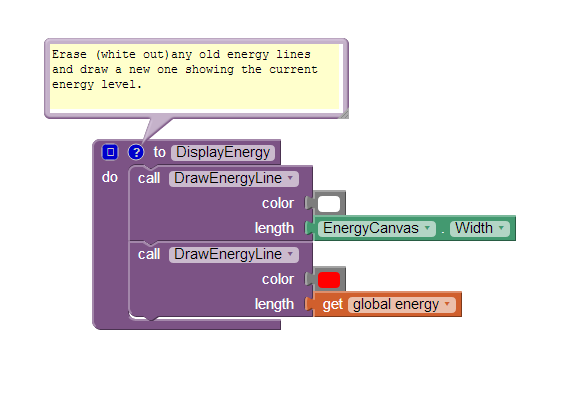 Erase (white out)any old energy lines
and draw a new one showing the current
energy level.
? to DisplayEnergy
do call DrawEnergyLine
color
length EnergyCanvas . Width
call DrawEnergyLine
color
length get global energy